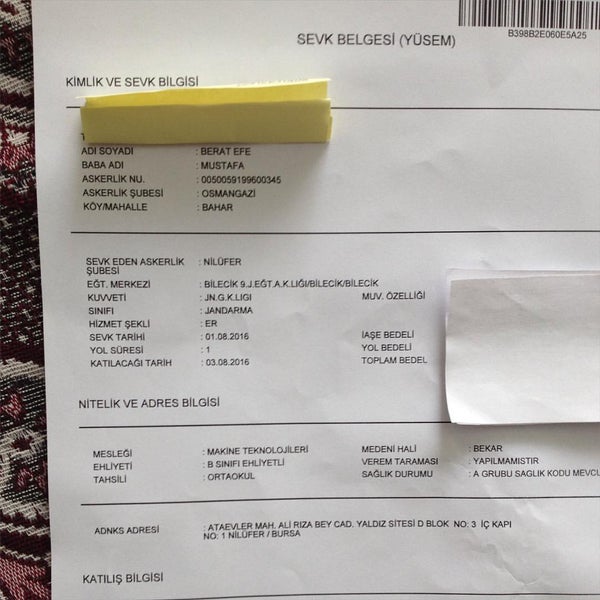 B398B2E060E5A25
SEVK BELGESİ (YÜSEM)
KİMLİK VE SEVK BİLGİSİ
ADI SOYADI : BERAT EFE
BABA ADI : MUSTAFA
ASKERLİK NU. : 0050059199600345
ASKERLİK ŞUBESİ : OSMANGAZİ
KÖY/MAHALLE : BAHAR
SEVK EDEN ASKERLİK : NİLÜFER
ŞUBESİ
EĞT. MERKEZİ : BİLECİK 9.J.EĞT.A.K.LIĞI/BİLECİK/BİLECİK
KUVVETİ : JN.G.K.LIGI MUV. ÖZELLİĞİ
SINIFI : JANDARMA
HİZMET ŞEKLİ : ER
SEVK TARİHİ : 01.08.2016 İAŞE BEDELİ
YOL SÜRESİ : 1 YOL BEDELİ
KATILACAĞI TARİH : 03.08.2016 TOPLAM BEDEL
NİTELİK VE ADRES BİLGİSİ
MESLEĞİ : MAKİNE TEKNOLOJİLERİ MEDENİ HALİ : BEKAR
EHLİYETİ : B SINIFI EHLİYETLİ VEREM TARAMASI : YAPILMAMISTIR
TAHSİLİ : ORTAOKUL SAĞLIK DURUMU : A GRUBU SAGLIK KODU MEVCU
ADNKS ADRESİ : ATAEVLER MAH. ALİ RIZA BEY CAD. YALDIZ SİTESİ D BLOK NO: 3 İÇ KAPI
NO: 1 NİLÜFER / BURSA
KATILIŞ BİLGİSİ